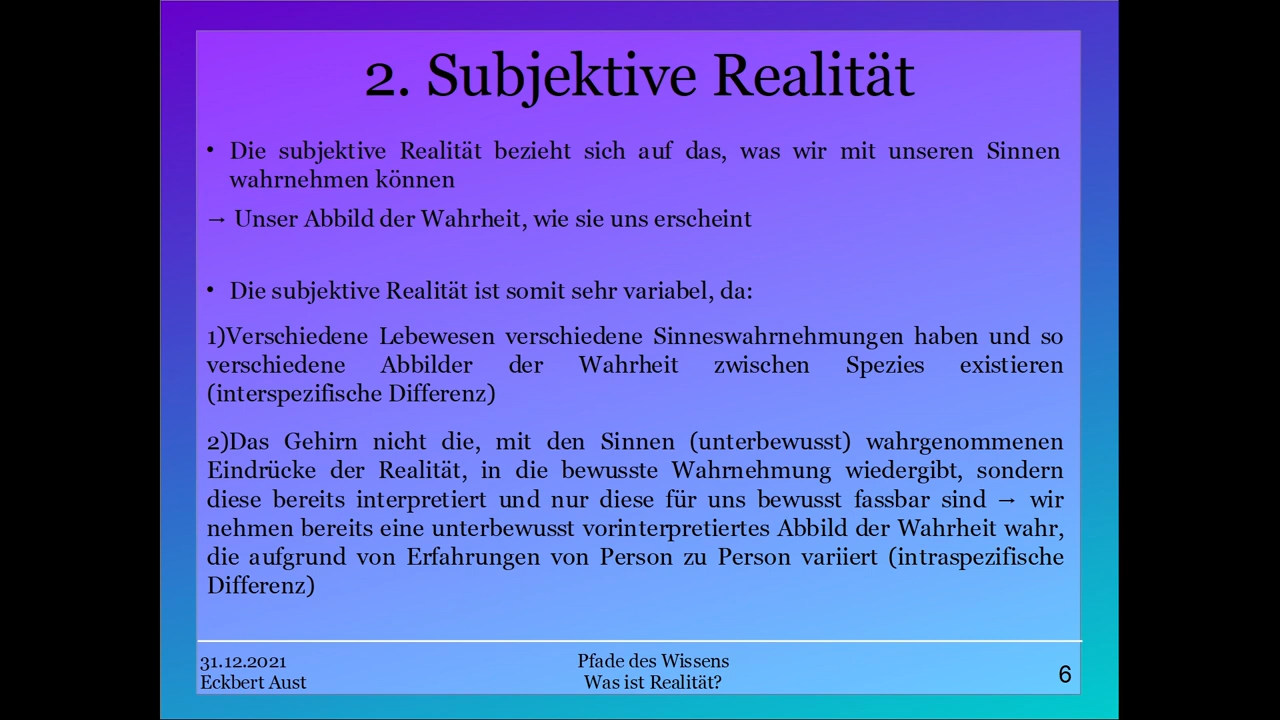 2. Subjektive Realität
• Die subjektive Realität bezieht sich auf das, was wir mit unseren Sinnen
wahrnehmen können
→ Unser Abbild der Wahrheit, wie sie uns erscheint
• Die subjektive Realität ist somit sehr variabel, da:
1)Verschiedene Lebewesen verschiedene Sinneswahrnehmungen haben und so
verschiedene Abbilder der Wahrheit zwischen Spezies existieren
(interspezifische Differenz)
2)Das Gehirn nicht die, mit den Sinnen (unterbewusst) wahrgenommenen
Eindrücke der Realität, in die bewusste Wahrnehmung wiedergibt, sondern
diese bereits interpretiert und nur diese für uns bewusst fassbar sind → wir
nehmen bereits eine unterbewusst vorinterpretiertes Abbild der Wahrheit wahr,
die aufgrund von Erfahrungen von Person zu Person variiert (intraspezifische
Differenz)
31.12.2021
Eckbert Aust
Pfade des Wissens
Was ist Realität?
6